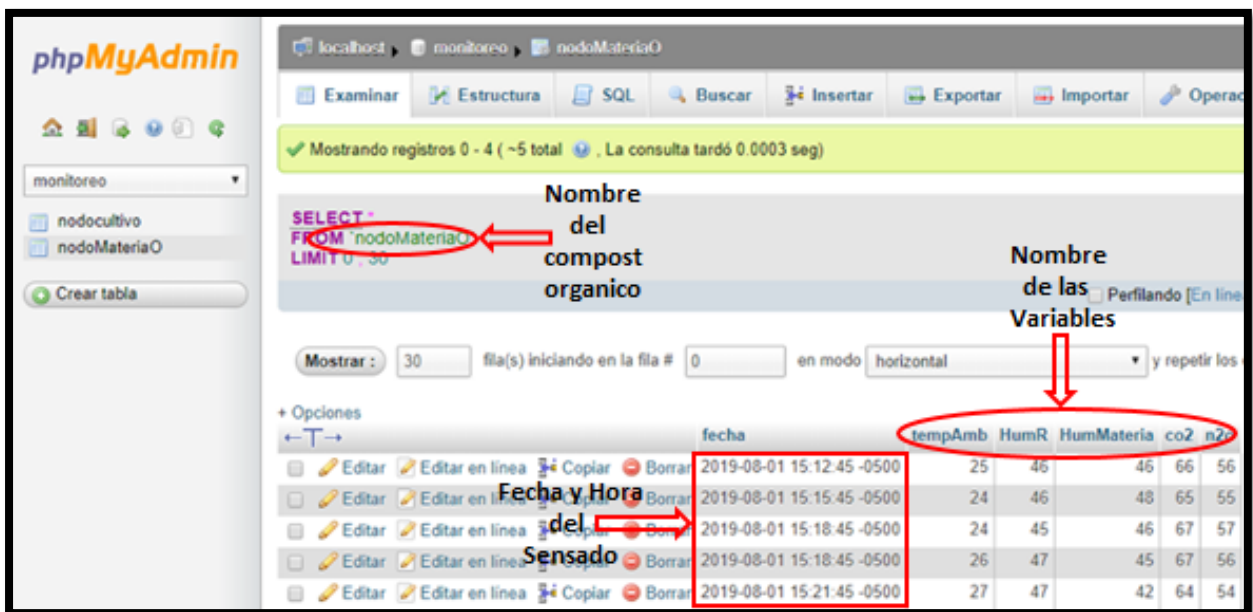 phpMyAdmin
localhost ▸ monitoreo ▸ nodoMateriaO
Examinar Estructura SQL Buscar Insertar Exportar Importar Operac
Mostrando registros 0 - 4 ( ~5 total , La consulta tardó 0.0003 seg)
monitoreo
nodocultivo
nodoMateriaO
Crear tabla
SELECT *
FROM `nodoMateriaO
LIMIT 0 , 30
Nombre
del
compost
organico
Nombre
de las
Variables
Perfilando [En líne
Mostrar : 30 fila(s) iniciando en la fila # 0 en modo horizontal y repetir los
+ Opciones
←T→ fecha tempAmb HumR HumMateria co2 n2o
Editar Editar en línea Copiar Borrar 2019-08-01 15:12:45 -0500 25 46 46 66 56
Editar Editar en línea Copiar Borrar 2019-08-01 15:15:45 -0500 24 46 48 65 55
Editar Editar en línea Copiar Borrar 2019-08-01 15:18:45 -0500 24 45 46 67 57
Editar Editar en línea Copiar Borrar 2019-08-01 15:18:45 -0500 26 47 45 67 56
Editar Editar en línea Copiar Borrar 2019-08-01 15:21:45 -0500 27 47 42 64 54
Fecha y Hora
del
Sensado